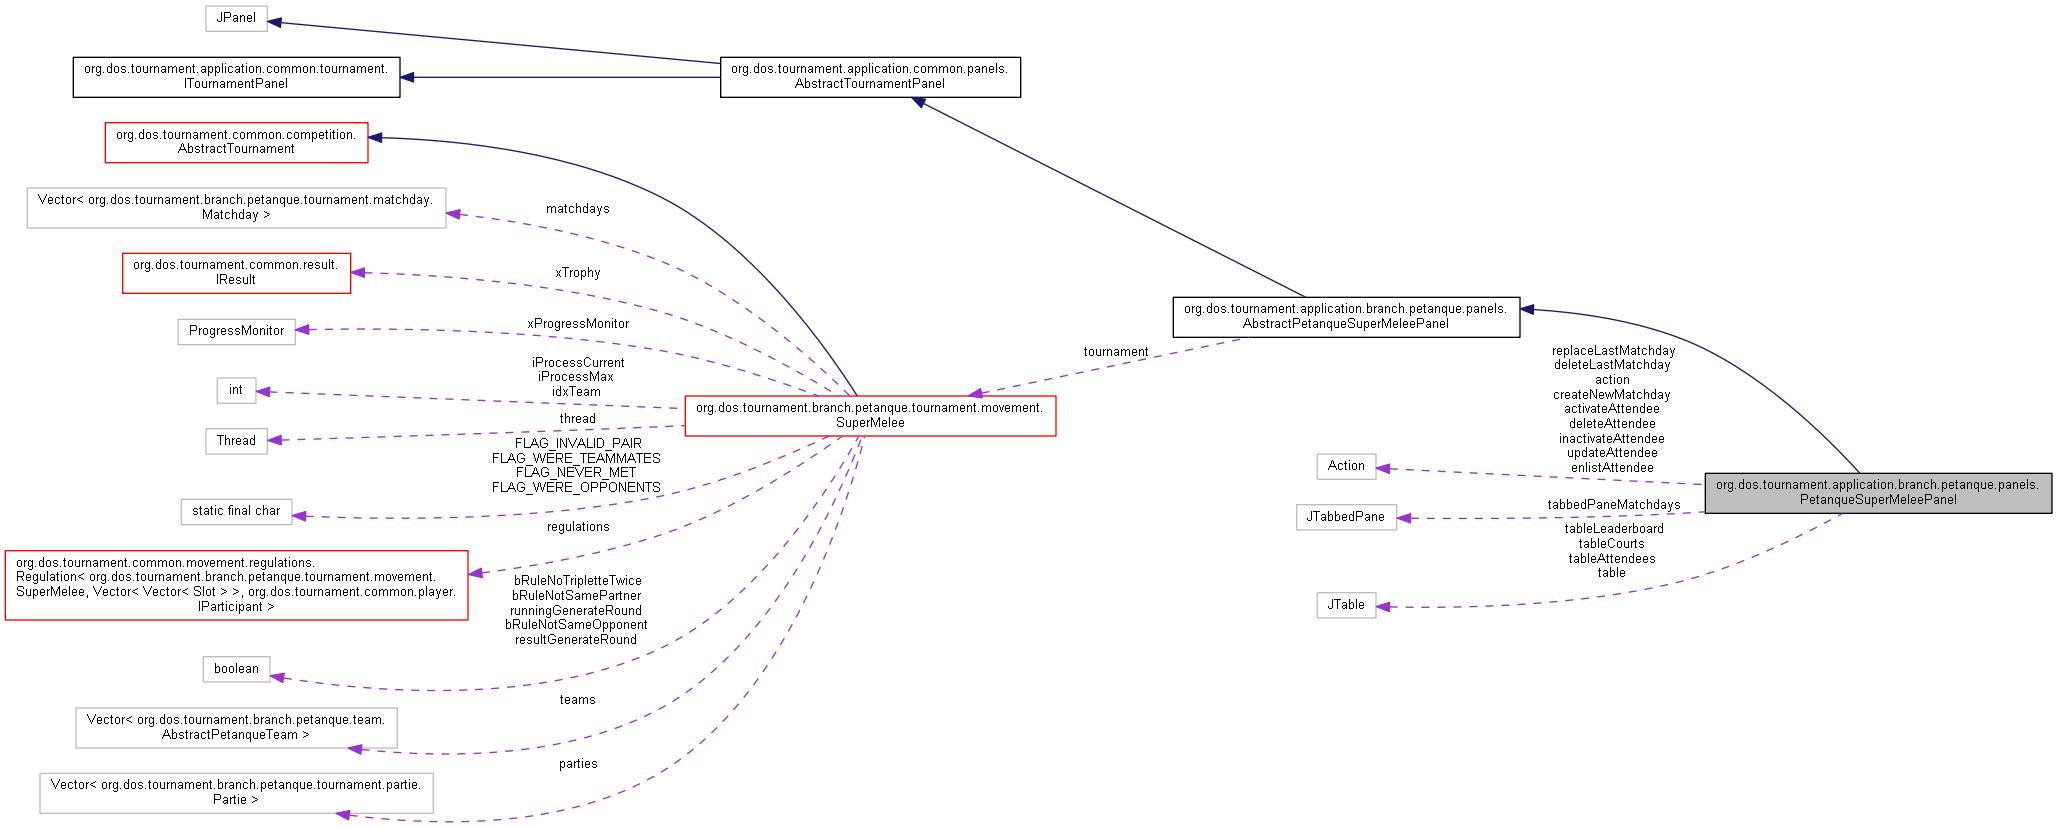 JPanel
org.dos.tournament.application.common.tournament.
ITournamentPanel
org.dos.tournament.application.common.panels.
AbstractTournamentPanel
org.dos.tournament.common.competition.
AbstractTournament
Vector< org.dos.tournament.branch.petanque.tournament.matchday.
Matchday >
matchdays
org.dos.tournament.common.result.
IResult
xTrophy
ProgressMonitor
xProgressMonitor
org.dos.tournament.application.branch.petanque.panels.
AbstractPetanqueSuperMeleePanel
tournament
int
iProcessCurrent
iProcessMax
idxTeam
org.dos.tournament.branch.petanque.tournament.movement.
SuperMelee
Thread
thread
static final char
FLAG_INVALID_PAIR
FLAG_WERE_TEAMMATES
FLAG_NEVER_MET
FLAG_WERE_OPPONENTS
replaceLastMatchday
deleteLastMatchday
action
createNewMatchday
activateAttendee
deleteAttendee
inactivateAttendee
updateAttendee
enlistAttendee
Action
org.dos.tournament.application.branch.petanque.panels.
PetanqueSuperMeleePanel
JTabbedPane
tabbedPaneMatchdays
tableLeaderboard
tableCourts
tableAttendees
table
JTable
regulations
org.dos.tournament.common.movement.regulations.
Regulation< org.dos.tournament.branch.petanque.tournament.movement.
SuperMelee, Vector< Vector< Slot > >, org.dos.tournament.common.player.
IParticipant >
bRuleNoTripletteTwice
bRuleNotSamePartner
runningGenerateRound
bRuleNotSameOpponent
resultGenerateRound
boolean
teams
Vector< org.dos.tournament.branch.petanque.team.
AbstractPetanqueTeam >
parties
Vector< org.dos.tournament.branch.petanque.tournament.partie.
Partie >